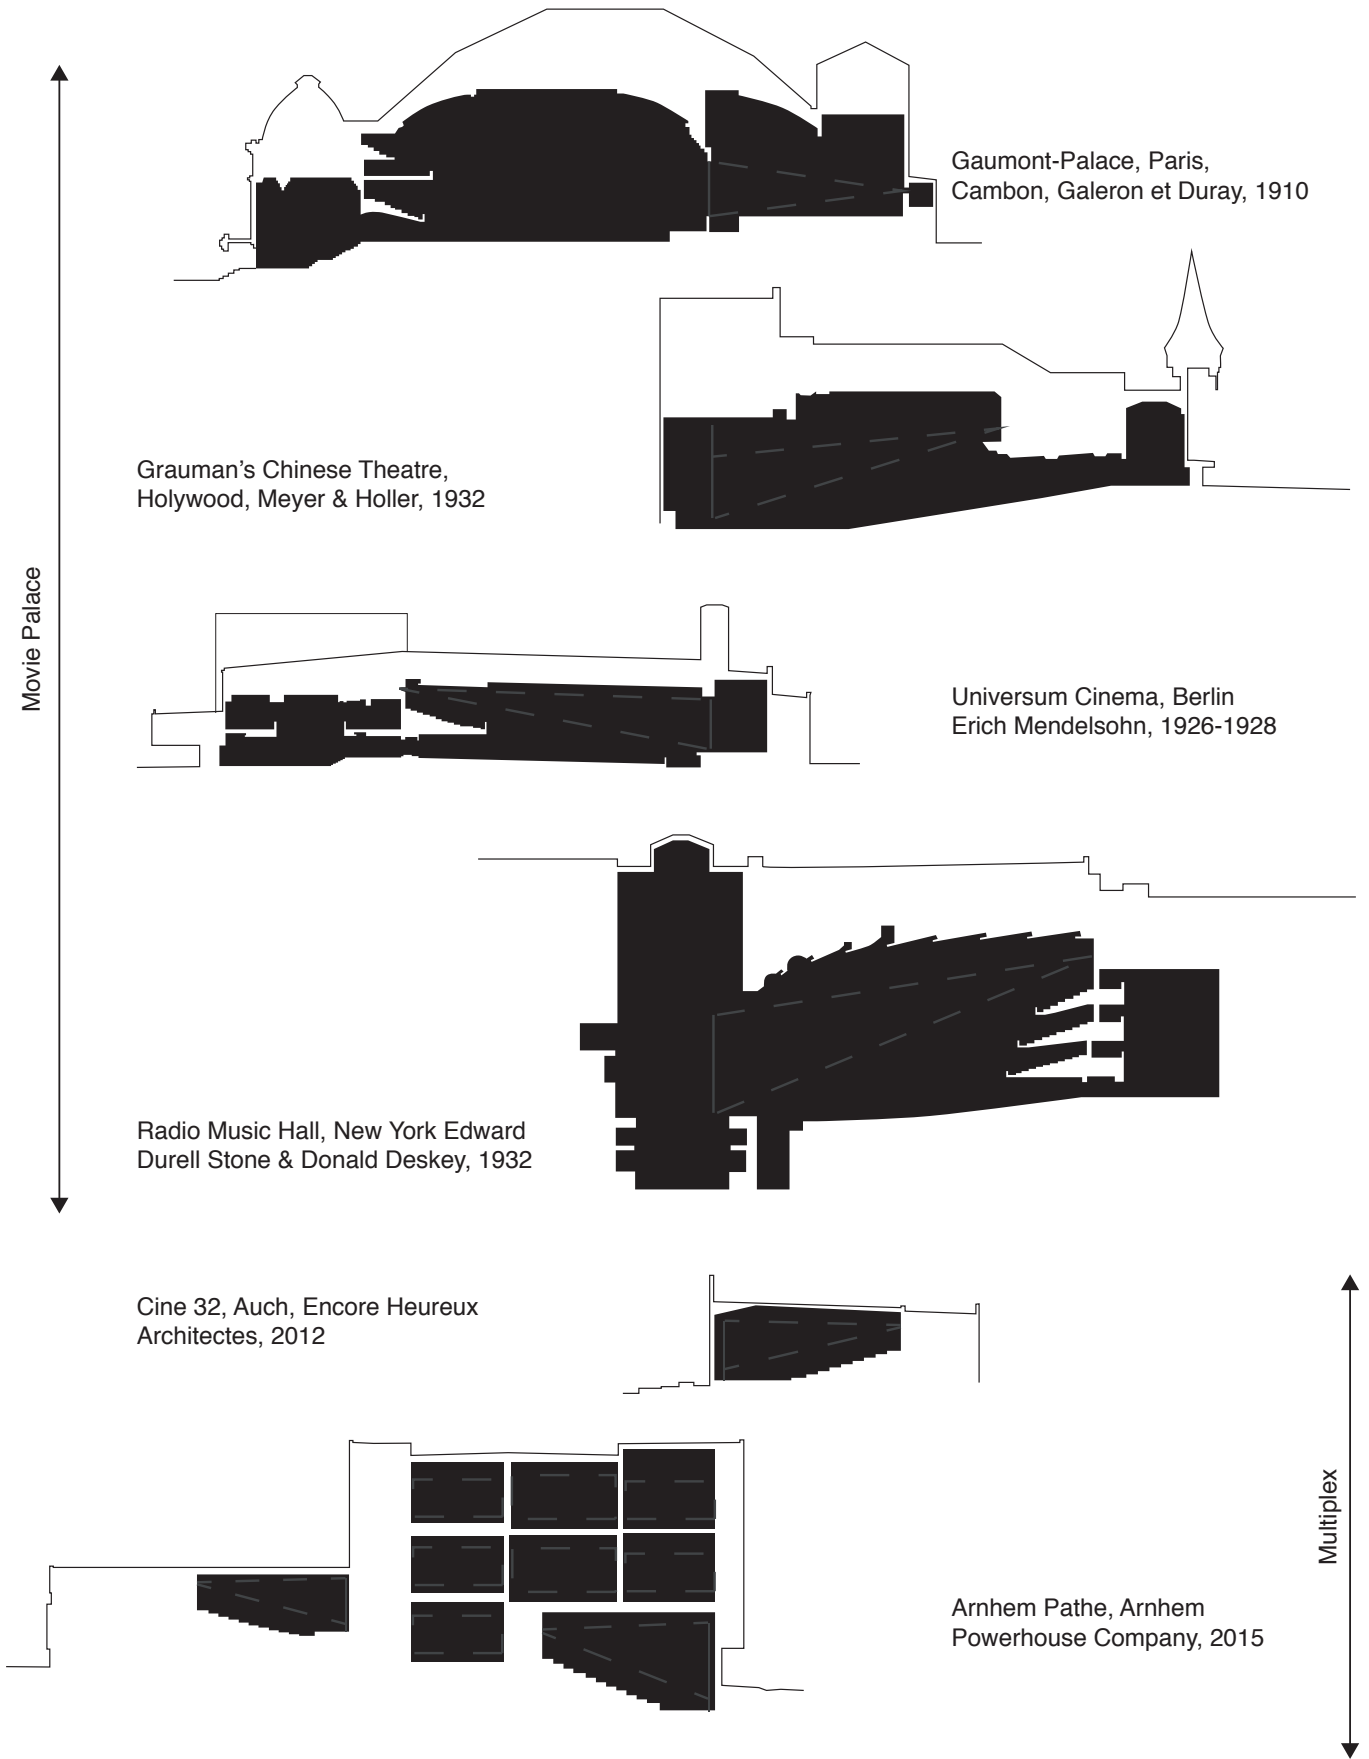 Gaumont-Palace, Paris,
Cambon, Galeron et Duray, 1910
Grauman’s Chinese Theatre,
Holywood, Meyer & Holler, 1932
Movie Palace
Universum Cinema, Berlin
Erich Mendelsohn, 1926-1928
Radio Music Hall, New York Edward
Durell Stone & Donald Deskey, 1932
Cine 32, Auch, Encore Heureux
Architectes, 2012
Multiplex
Arnhem Pathe, Arnhem
Powerhouse Company, 2015